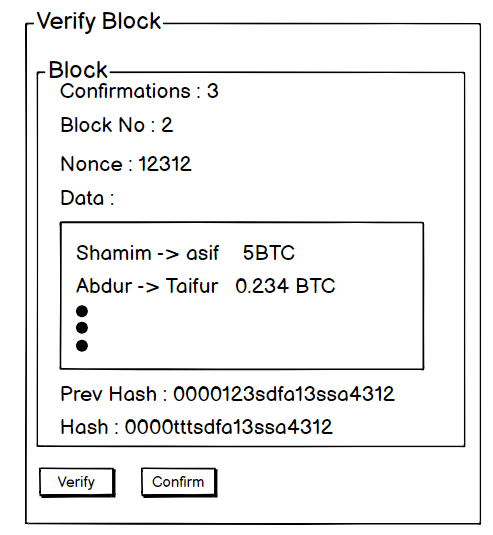 Verify Block
Block
Confirmations : 3
Block No : 2
Nonce : 12312
Data :
Shamim -> asif 5BTC
Abdur -> Taifur 0.234 BTC
Prev Hash : 0000123sdfa13ssa4312
Hash : 0000tttsdfa13ssa4312
Verify Confirm